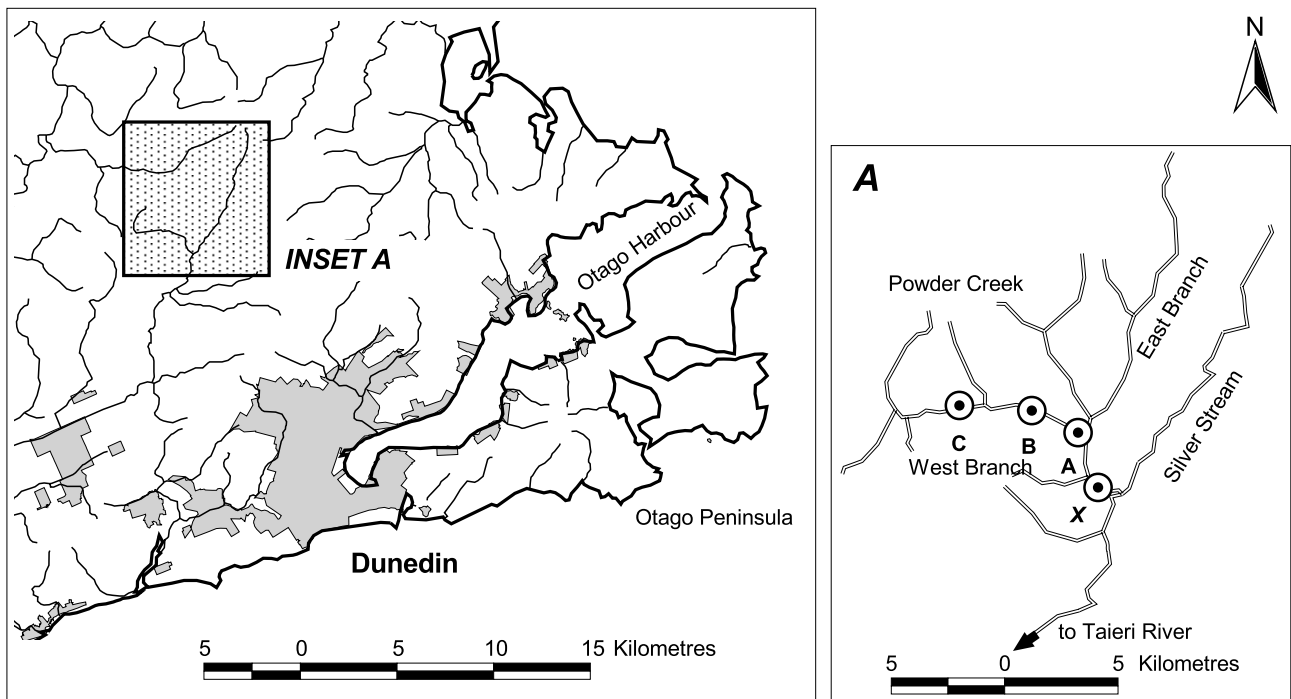 INSET A
Otago Harbour
Otago Peninsula
Dunedin
5 0 5 10 15 Kilometres
N
A
Powder Creek
East Branch
Silver Stream
C
B
A
West Branch
X
to Taieri River
5 0 5 Kilometres